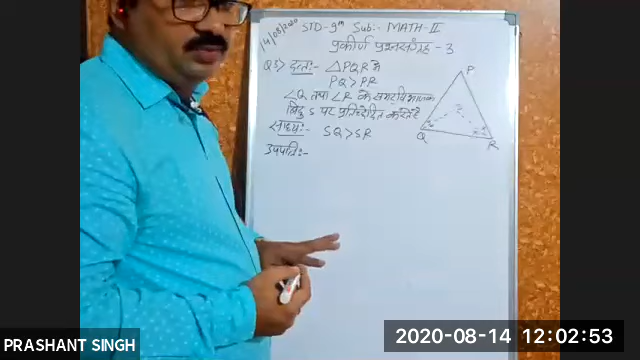 14/08/2020 STD-9th Sub:- MATH-II
प्रकीर्ण प्रश्नसंग्रह - 3
Q5> दत्त:- △PQR में
PQ > PR
∠Q तथा ∠R के समद्विभाजक
बिंदु S पर प्रतिच्छेदित करते है
साध्य:- SQ > SR
उपपत्ति:-
P
S
Q
R
PRASHANT SINGH
2020-08-14 12:02:53